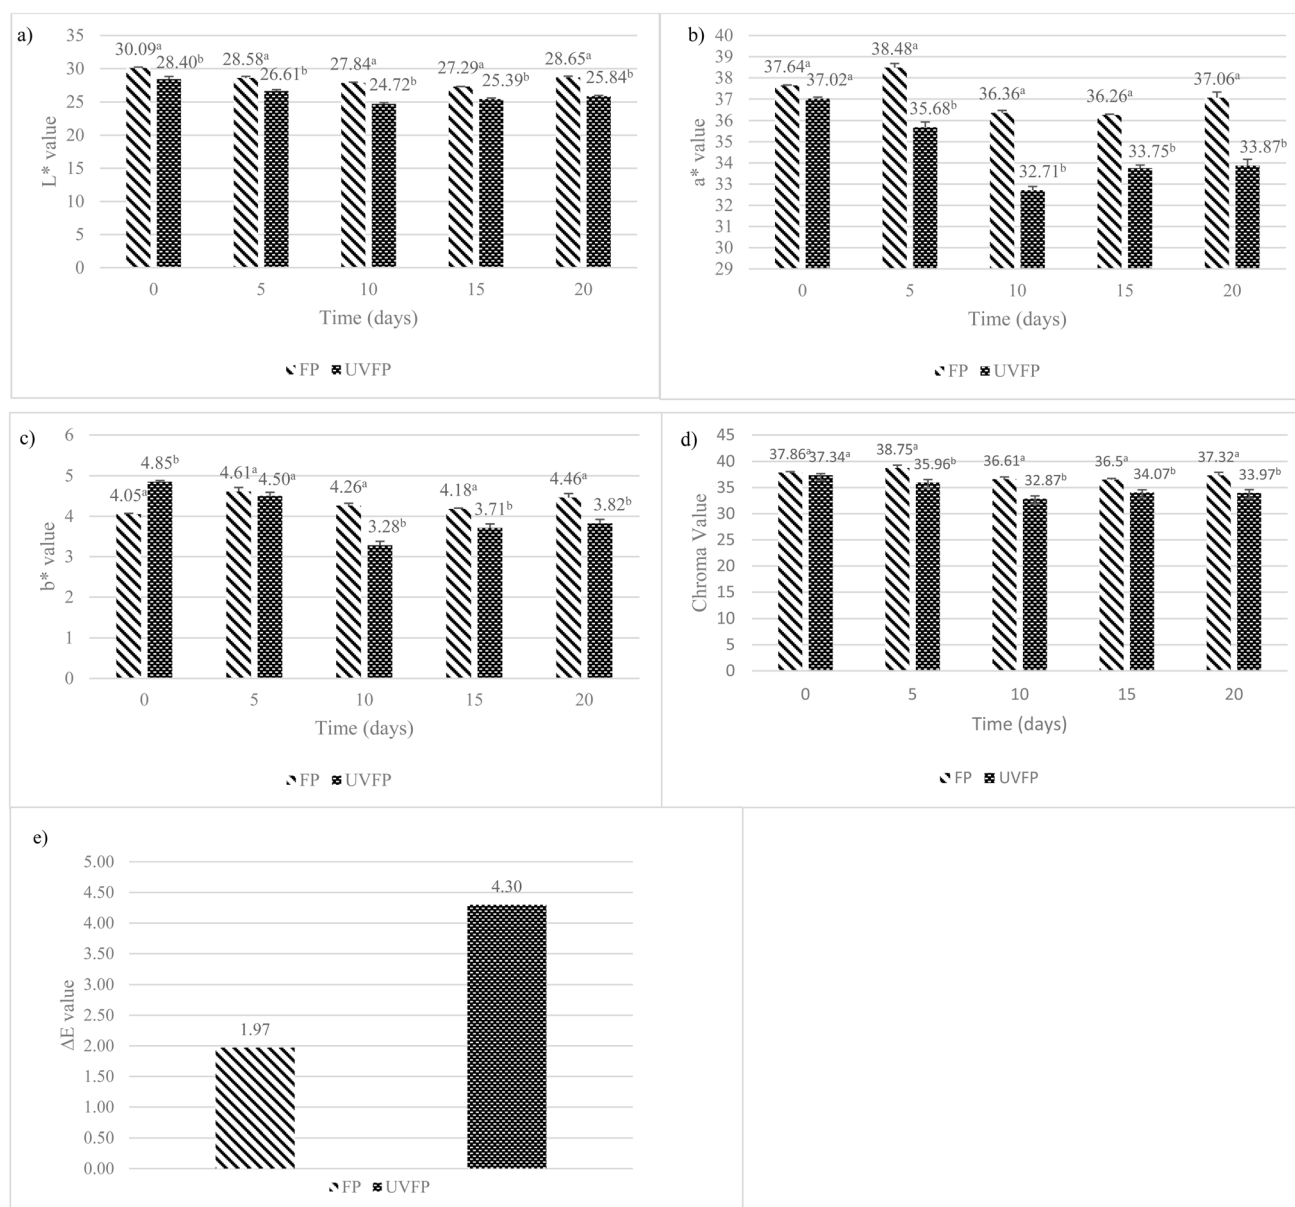 a)
35
30
25
20
15
10
5
0
L* value
30.09ᵃ 28.40ᵇ 28.58ᵃ 26.61ᵇ 27.84ᵃ 24.72ᵇ 27.29ᵃ 25.39ᵇ 28.65ᵃ 25.84ᵇ
0 5 10 15 20
Time (days)
FP UVFP
b)
40
39
38
37
36
35
34
33
32
31
30
29
a* value
37.64ᵃ 37.02ᵃ 38.48ᵃ 35.68ᵇ 36.36ᵃ 32.71ᵇ 36.26ᵃ 33.75ᵇ 37.06ᵃ 33.87ᵇ
0 5 10 15 20
Time (days)
FP UVFP
c)
6
5
4
3
2
1
0
b* value
4.05ᵃ 4.85ᵇ 4.61ᵃ 4.50ᵃ 4.26ᵃ 3.28ᵇ 4.18ᵃ 3.71ᵇ 4.46ᵃ 3.82ᵇ
0 5 10 15 20
Time (days)
FP UVFP
d)
45
40
35
30
25
20
15
10
5
0
Chroma Value
37.86ᵃ 37.34ᵃ 38.75ᵃ 35.96ᵇ 36.61ᵃ 32.87ᵇ 36.5ᵃ 34.07ᵇ 37.32ᵃ 33.97ᵇ
0 5 10 15 20
Time (days)
FP UVFP
e)
5.00
4.50
4.00
3.50
3.00
2.50
2.00
1.50
1.00
0.50
0.00
ΔE value
1.97 4.30
FP UVFP